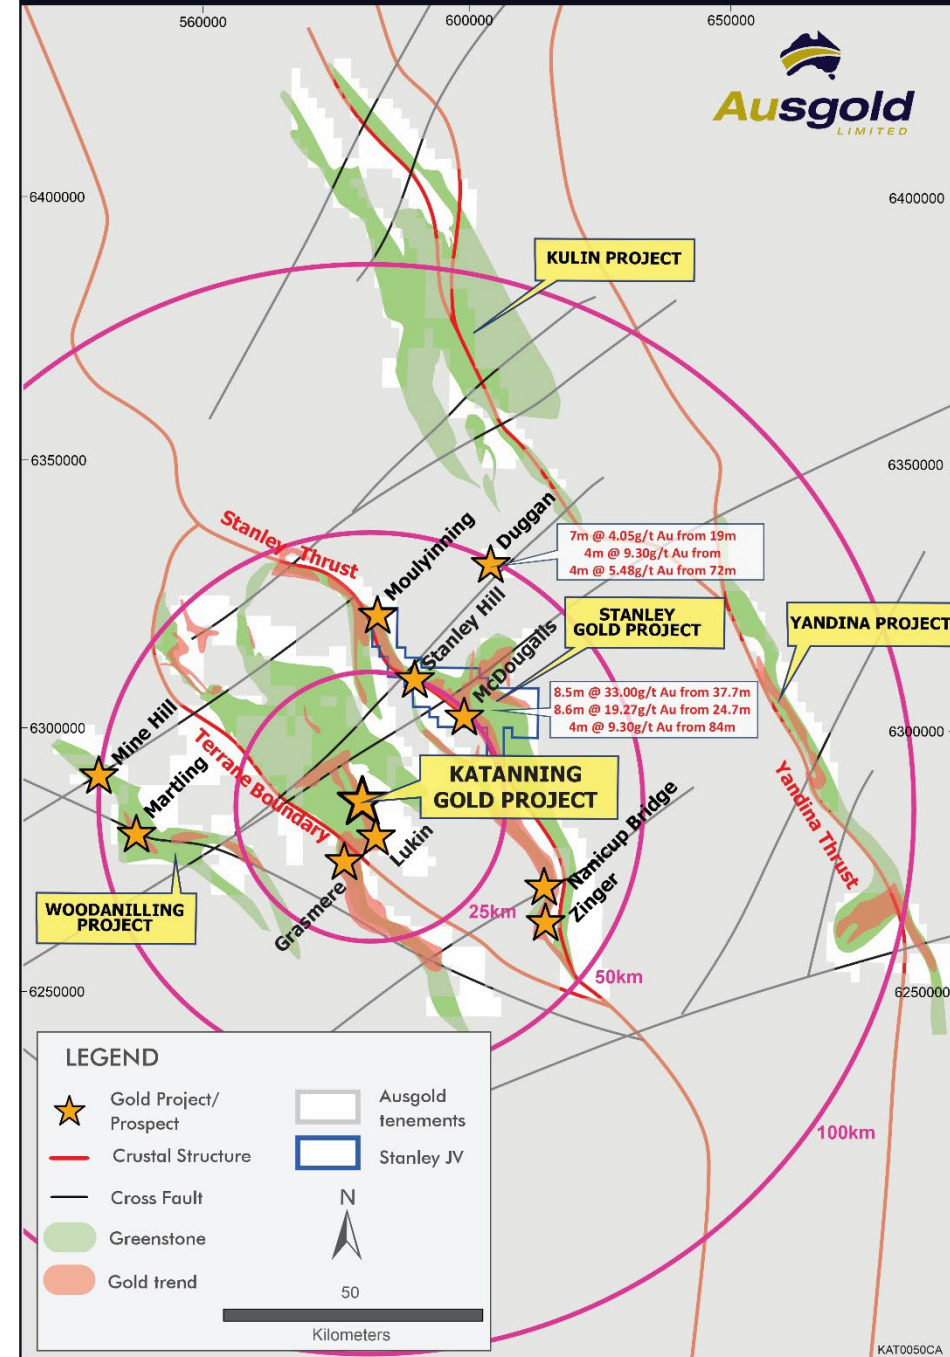 560000
600000
650000
Ausgold
LIMITED
6400000
6400000
KULIN PROJECT
6350000
6350000
Duggan
7m @ 4.05g/t Au from 19m
4m @ 9.30g/t Au from
4m @ 5.48g/t Au from 72m
Stanley Thrust
Moulyinning
Stanley Hill
McDougalls
STANLEY
GOLD PROJECT
YANDINA PROJECT
8.5m @ 33.00g/t Au from 37.7m
8.6m @ 19.27g/t Au from 24.7m
4m @ 9.30g/t Au from 84m
6300000
6300000
Mine Hill
Martling
Terrane Boundary
KATANNING
GOLD PROJECT
Yandina Thrust
Lukin
Grasmere
Nanicup Bridge
Zinger
WOODANILLING
PROJECT
25km
50km
6250000
6250000
100km
LEGEND
Gold Project/
Prospect
Crustal Structure
Cross Fault
Greenstone
Gold trend
Ausgold
tenements
Stanley JV
N
50
Kilometers
KAT0050CA